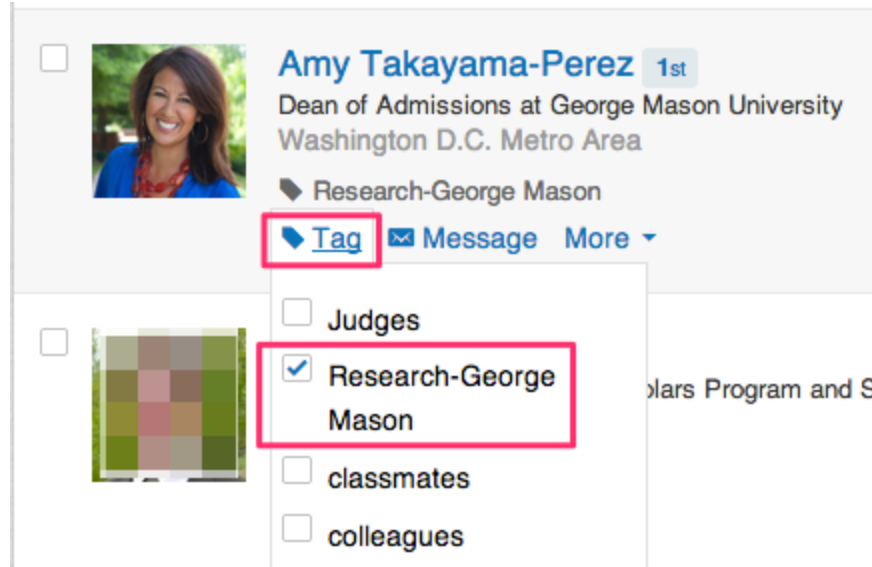 Amy Takayama-Perez 1st
Dean of Admissions at George Mason University
Washington D.C. Metro Area
Research-George Mason
Tag Message More
Judges
Research-George
Mason
Program and
classmates
colleagues